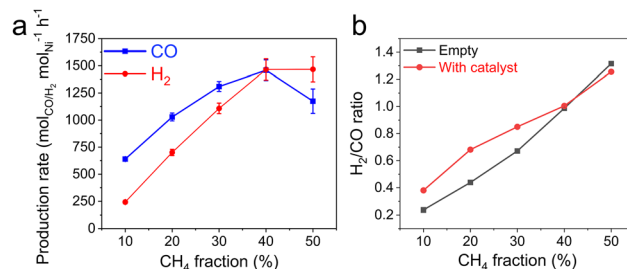 a
Production rate (mol_CO/H₂ mol_Ni⁻¹ h⁻¹)
1750
1500
1250
1000
750
500
250
0
CO
H₂
10 20 30 40 50
CH₄ fraction (%)
b
H₂/CO ratio
1.4
1.2
1.0
0.8
0.6
0.4
0.2
Empty
With catalyst
10 20 30 40 50
CH₄ fraction (%)